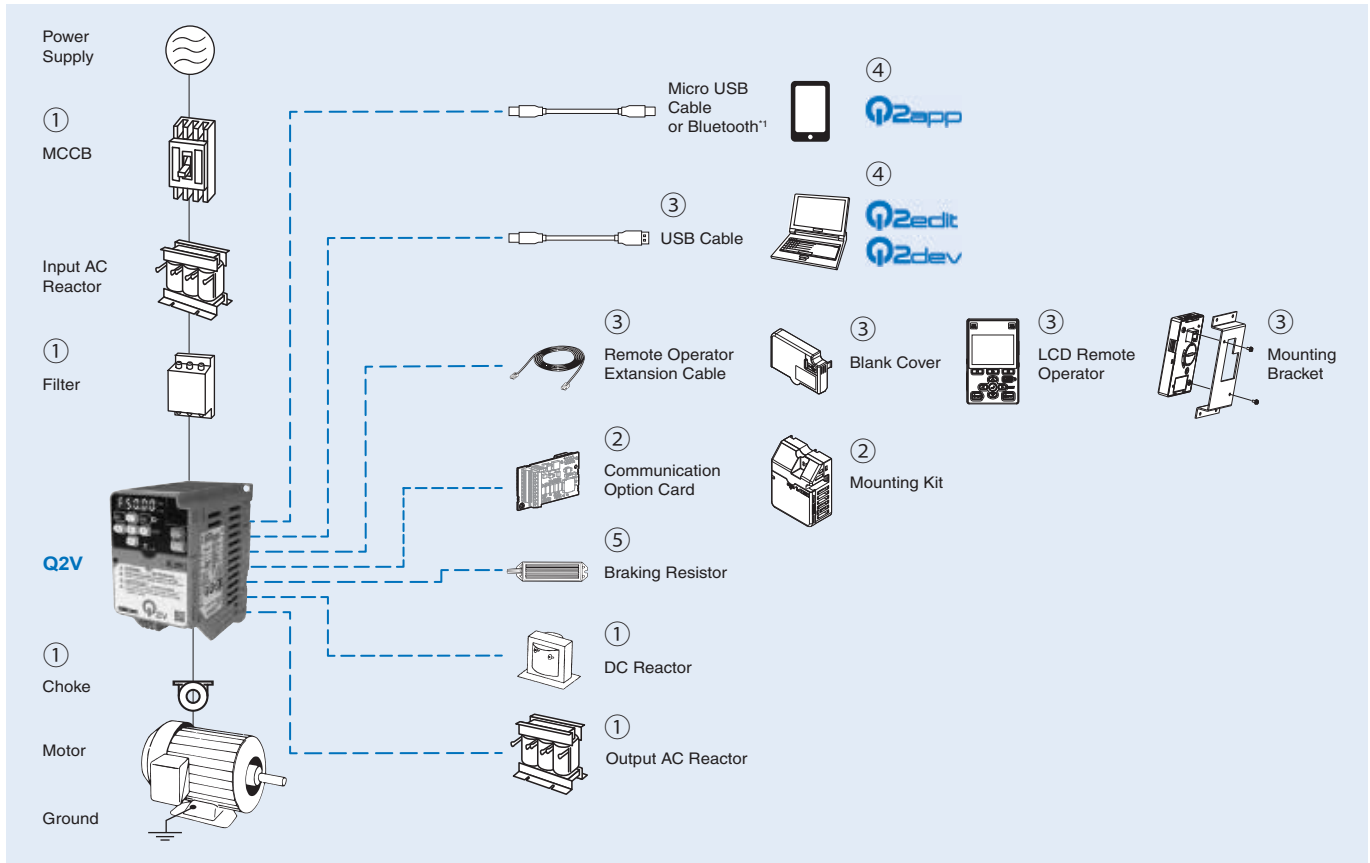 Power
Supply
①
MCCB
Input AC
Reactor
①
Filter
F50.00
Q2V
①
Choke
Motor
Ground
Micro USB
Cable
or Bluetooth*1
④
Q2app
③
USB Cable
④
Q2edit
Q2dev
③
Remote Operator
Extension Cable
③
Blank Cover
③
LCD Remote
Operator
③
Mounting
Bracket
②
Communication
Option Card
②
Mounting Kit
⑤
Braking Resistor
①
DC Reactor
①
Output AC Reactor